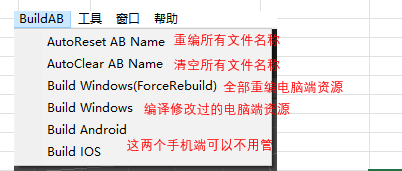 BuildAB 工具 窗口 帮助
AutoReset AB Name 重编所有文件名称
AutoClear AB Name 清空所有文件名称
Build Windows(ForceRebuild) 全部重编电脑端资源
Build Windows 编译修改过的电脑端资源
Build Android
这两个手机端可以不用管
Build IOS